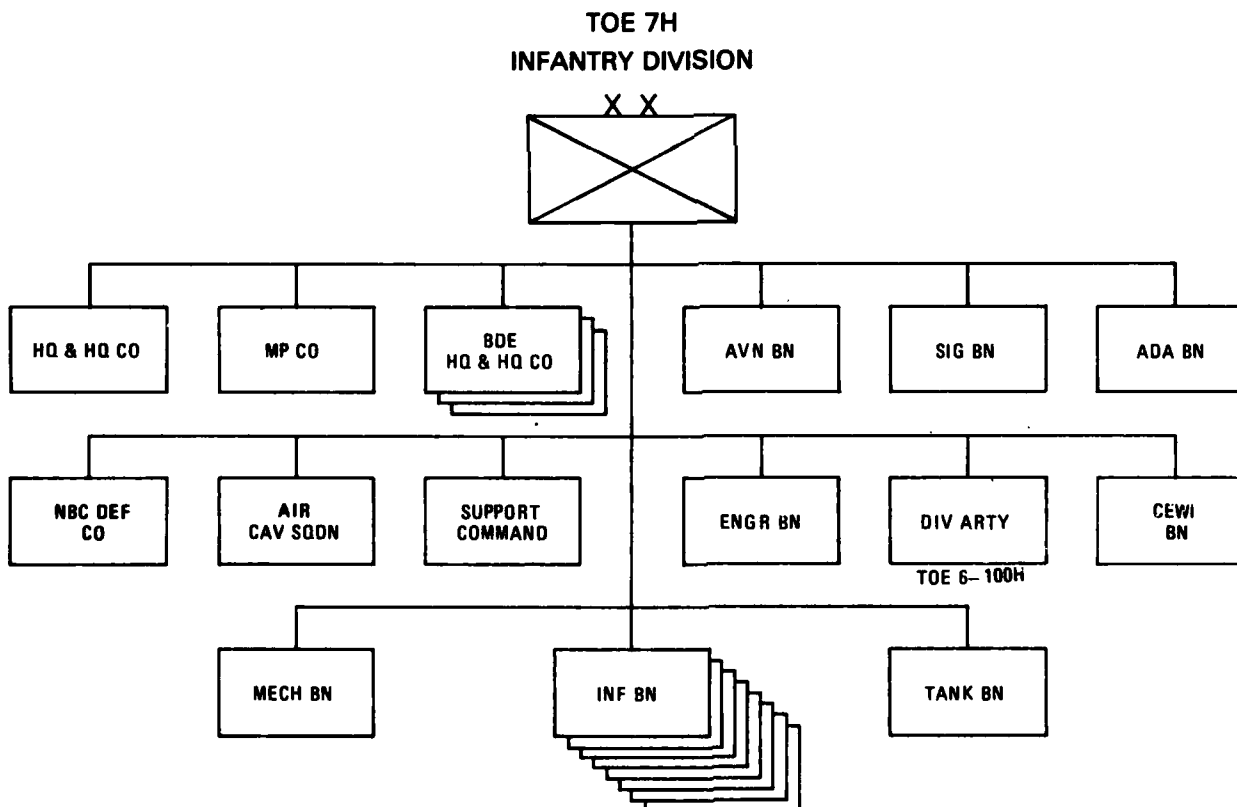 TOE 7H
INFANTRY DIVISION
X X
HQ & HQ CO
MP CO
BDE
HQ & HQ CO
AVN BN
SIG BN
ADA BN
NBC DEF
CO
AIR
CAV SQDN
SUPPORT
COMMAND
ENGR BN
DIV ARTY
CEWI
BN
TOE 6-100H
MECH BN
INF BN
TANK BN